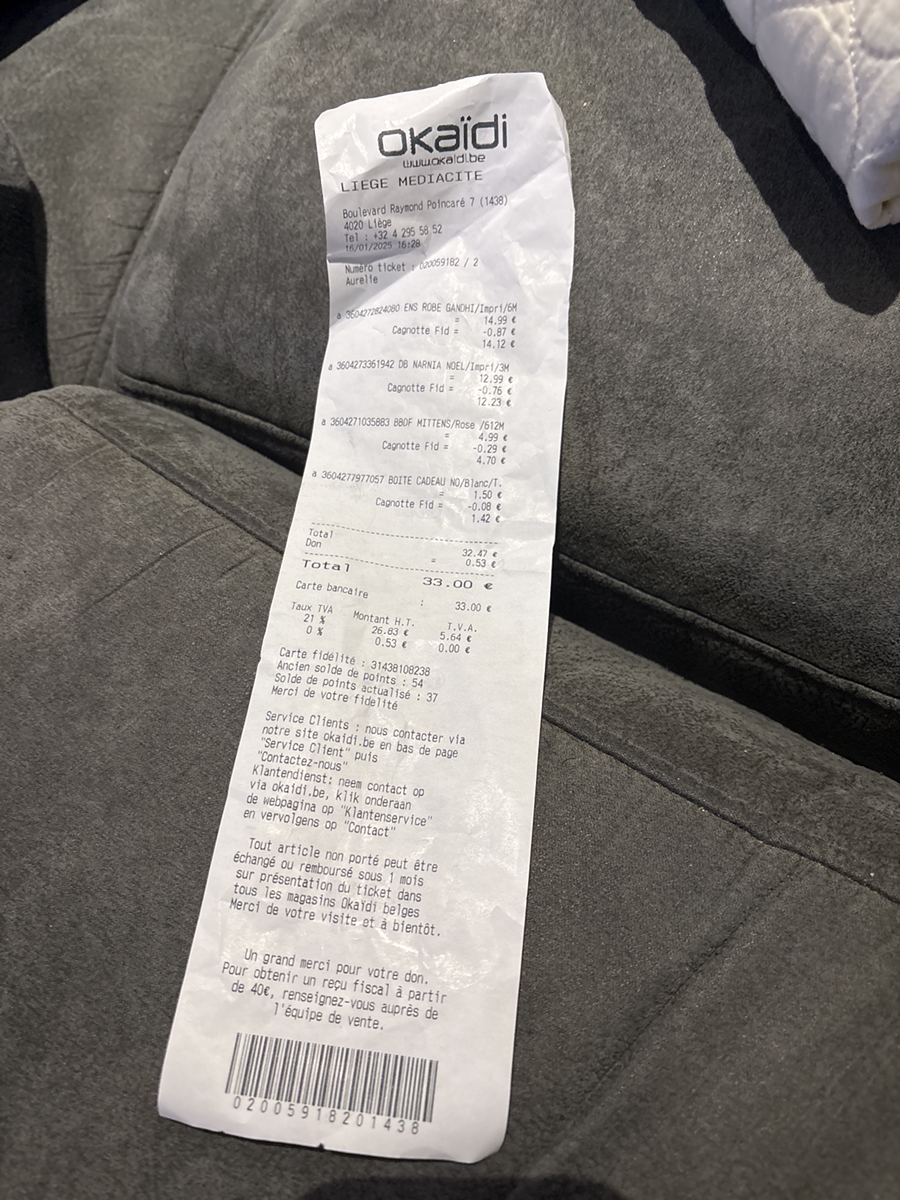 okaïdi
www.okaidi.be
LIEGE MEDIACITE
Boulevard Raymond Poincaré 7 (1438)
4020 Liège
Tel : +32 4 295 58 52
16/01/2025 16:28
Numéro ticket : 020059182 / 2
Aurelie
a 3604272824080 ENS ROBE GANDHI/Impri/6M
= 14.99 €
Cagnotte Fid = -0.87 €
14.12 €
a 3604273361942 DB NARNIA NOEL/Impri/3M
= 12.99 €
Cagnotte Fid = -0.76 €
12.23 €
a 3604271035883 BBDF MITTENS/Rose /612M
= 4.99 €
Cagnotte Fid = -0.29 €
4.70 €
a 3604277977057 BOITE CADEAU NO/Blanc/T.
= 1.50 €
Cagnotte Fid = -0.08 €
1.42 €
Total 32.47 €
Don = 0.53 €
Total 33.00 €
Carte bancaire : 33.00 €
Taux TVA Montant H.T. T.V.A.
21 % 26.83 € 5.64 €
0 % 0.53 € 0.00 €
Carte fidélité : 31438108238
Ancien solde de points : 54
Solde de points actualisé : 37
Merci de votre fidelité
Service Clients : nous contacter via
notre site okaidi.be en bas de page
"Service Client" puis
"Contactez-nous"
Klantendienst: neem contact op
via okaidi.be, klik onderaan
de webpagina op "Klantenservice"
en vervolgens op "Contact"
Tout article non porté peut être
échangé ou remboursé sous 1 mois
sur présentation du ticket dans
tous les magasins Okaïdi belges
Merci de votre visite et à bientôt.
Un grand merci pour votre don.
Pour obtenir un reçu fiscal à partir
de 40€, renseignez-vous auprès de
l'équipe de vente.
02005918201438